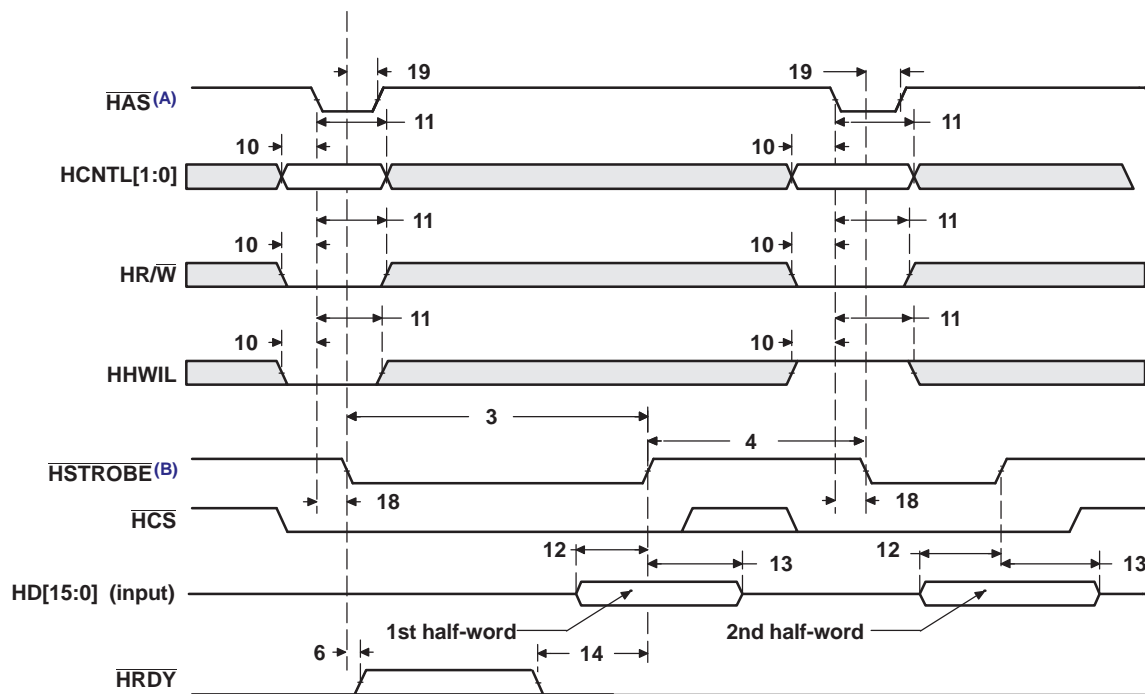 19
19
HAS(A)
11
11
10
10
HCNTL[1:0]
11
11
10
10
HR/W
11
11
10
10
HHWIL
3
4
HSTROBE(B)
18
18
HCS
12
12
13
13
HD[15:0] (input)
1st half-word
2nd half-word
6
14
HRDY